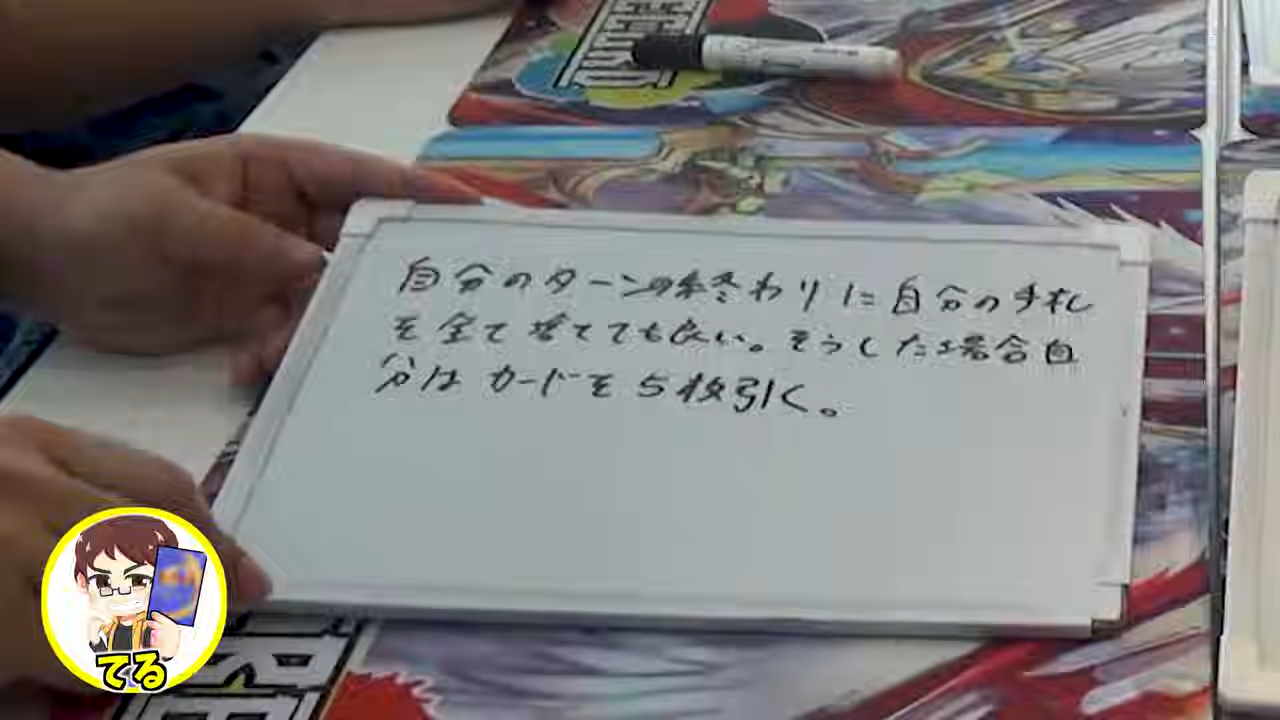 自分のターンの終わりに自分の手札
を全て捨てても良い。そうした場合自
分はカードを5枚引く。
てる